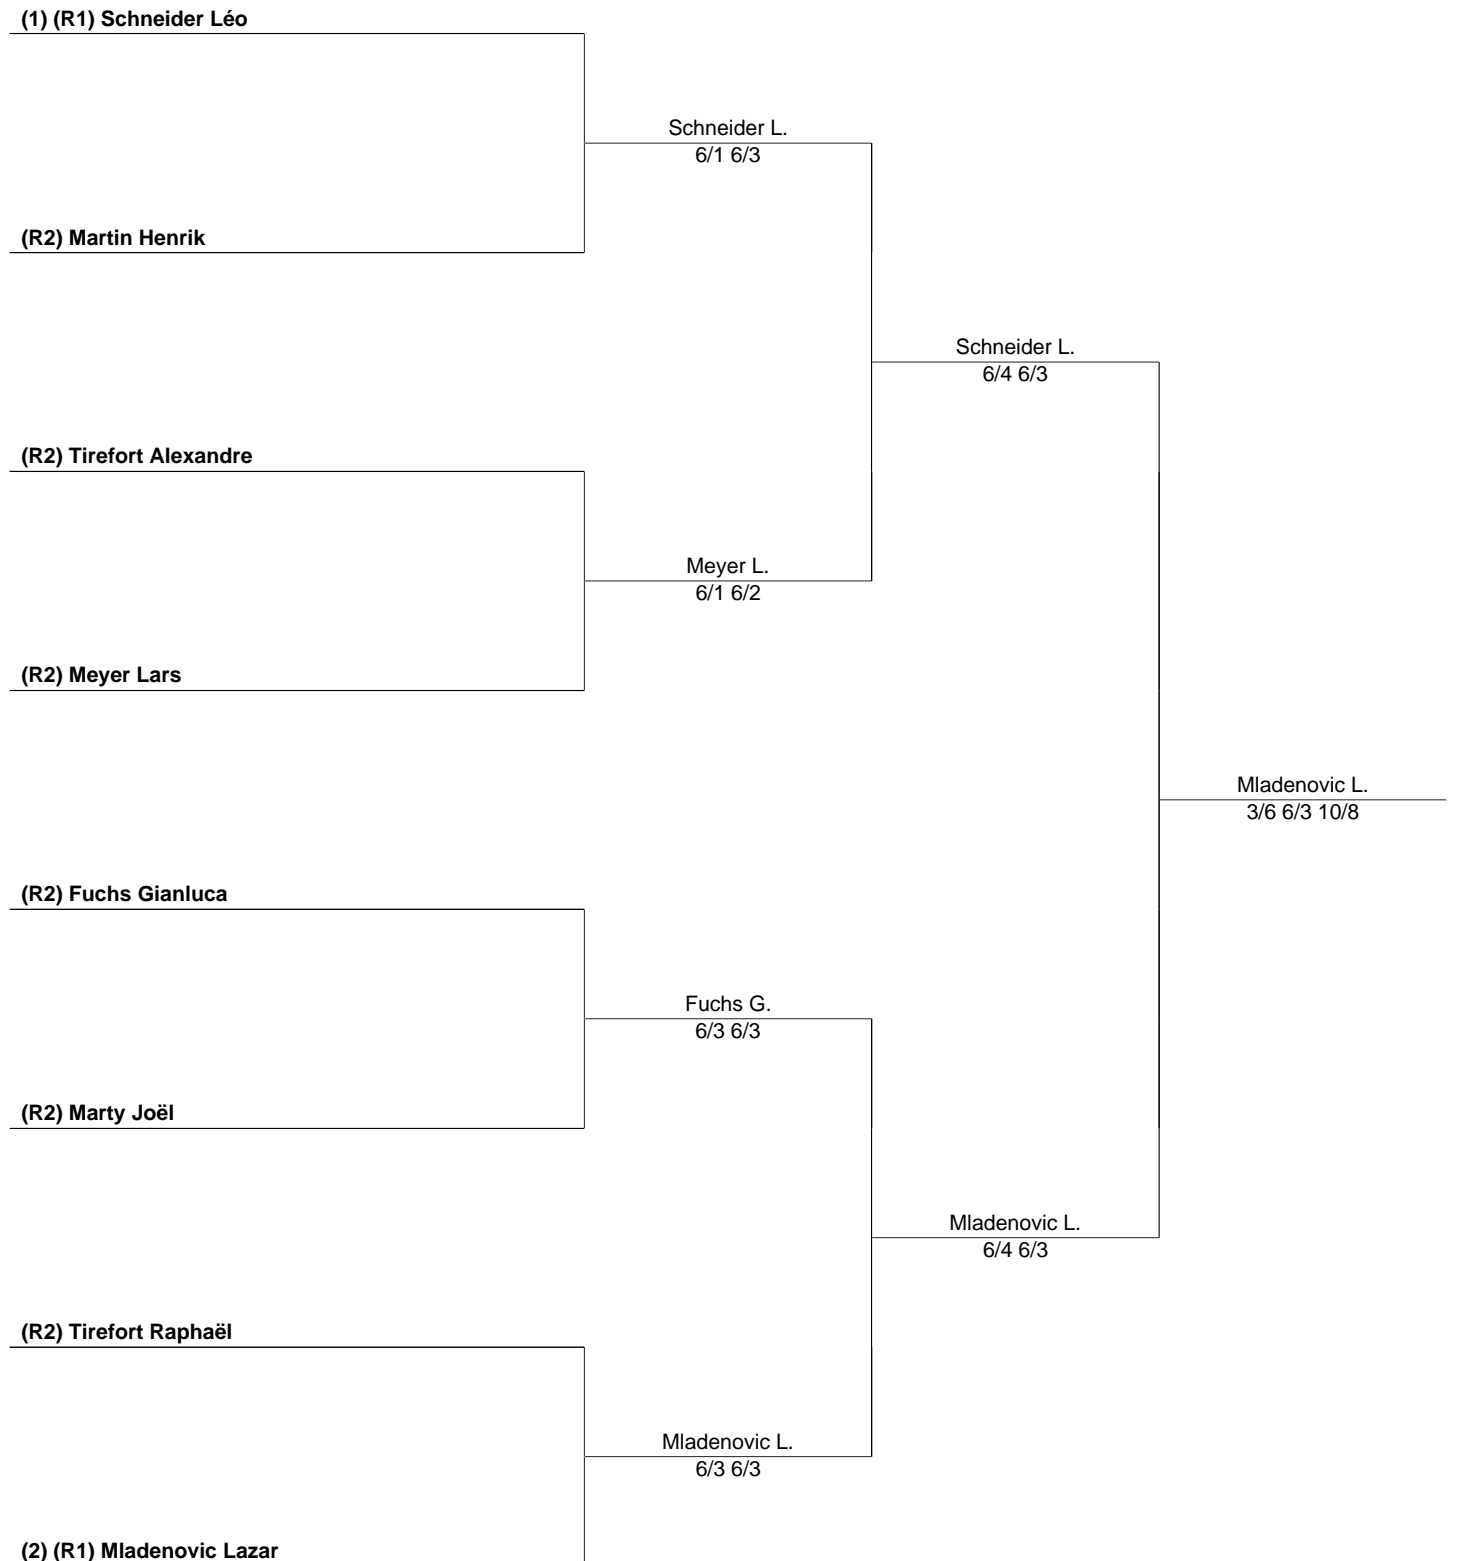 (1) (R1) Schneider Léo
Schneider L.
6/1 6/3
(R2) Martin Henrik
Schneider L.
6/4 6/3
(R2) Tirefort Alexandre
Meyer L.
6/1 6/2
(R2) Meyer Lars
Mladenovic L.
3/6 6/3 10/8
(R2) Fuchs Gianluca
Fuchs G.
6/3 6/3
(R2) Marty Joël
Mladenovic L.
6/4 6/3
(R2) Tirefort Raphaël
Mladenovic L.
6/3 6/3
(2) (R1) Mladenovic Lazar